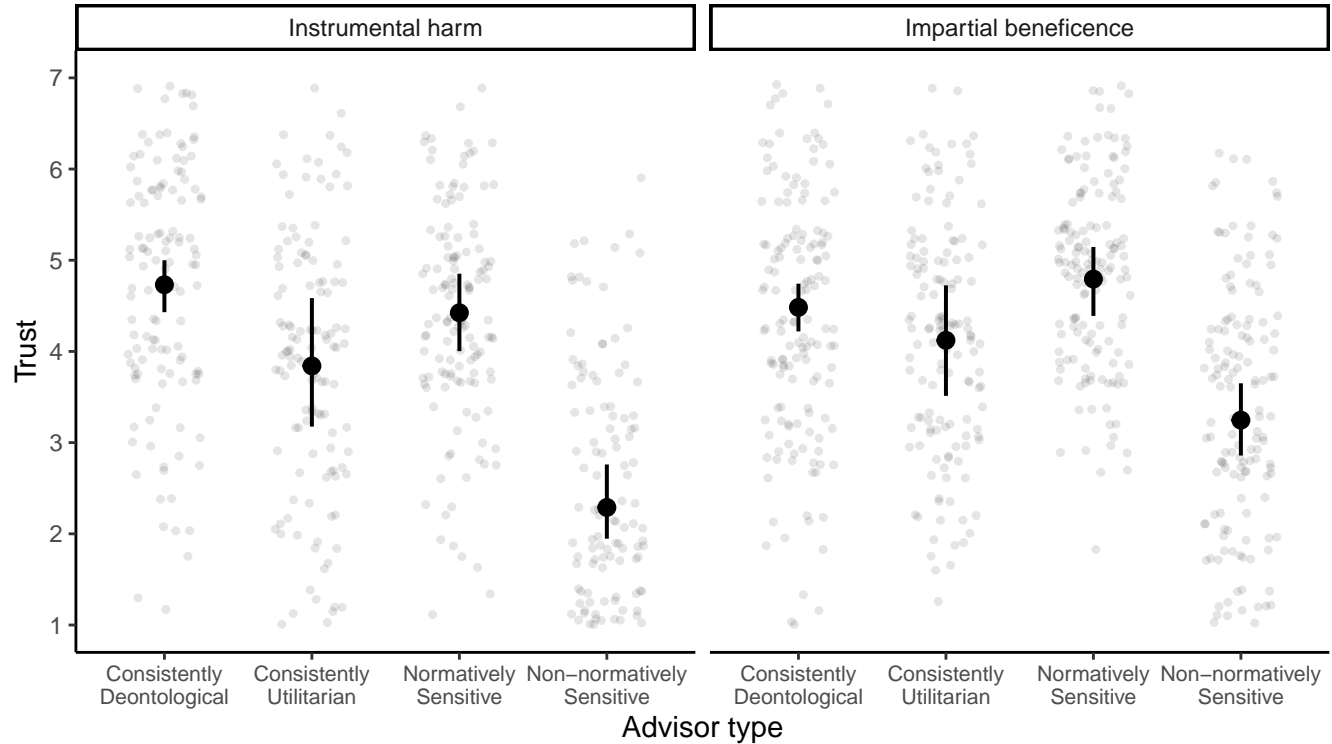 Instrumental harm
Impartial beneficence
Trust
7
6
5
4
3
2
1
Consistently Consistently Normatively Non−normatively
Deontological Utilitarian Sensitive Sensitive
Consistently Consistently Normatively Non−normatively
Deontological Utilitarian Sensitive Sensitive
Advisor type